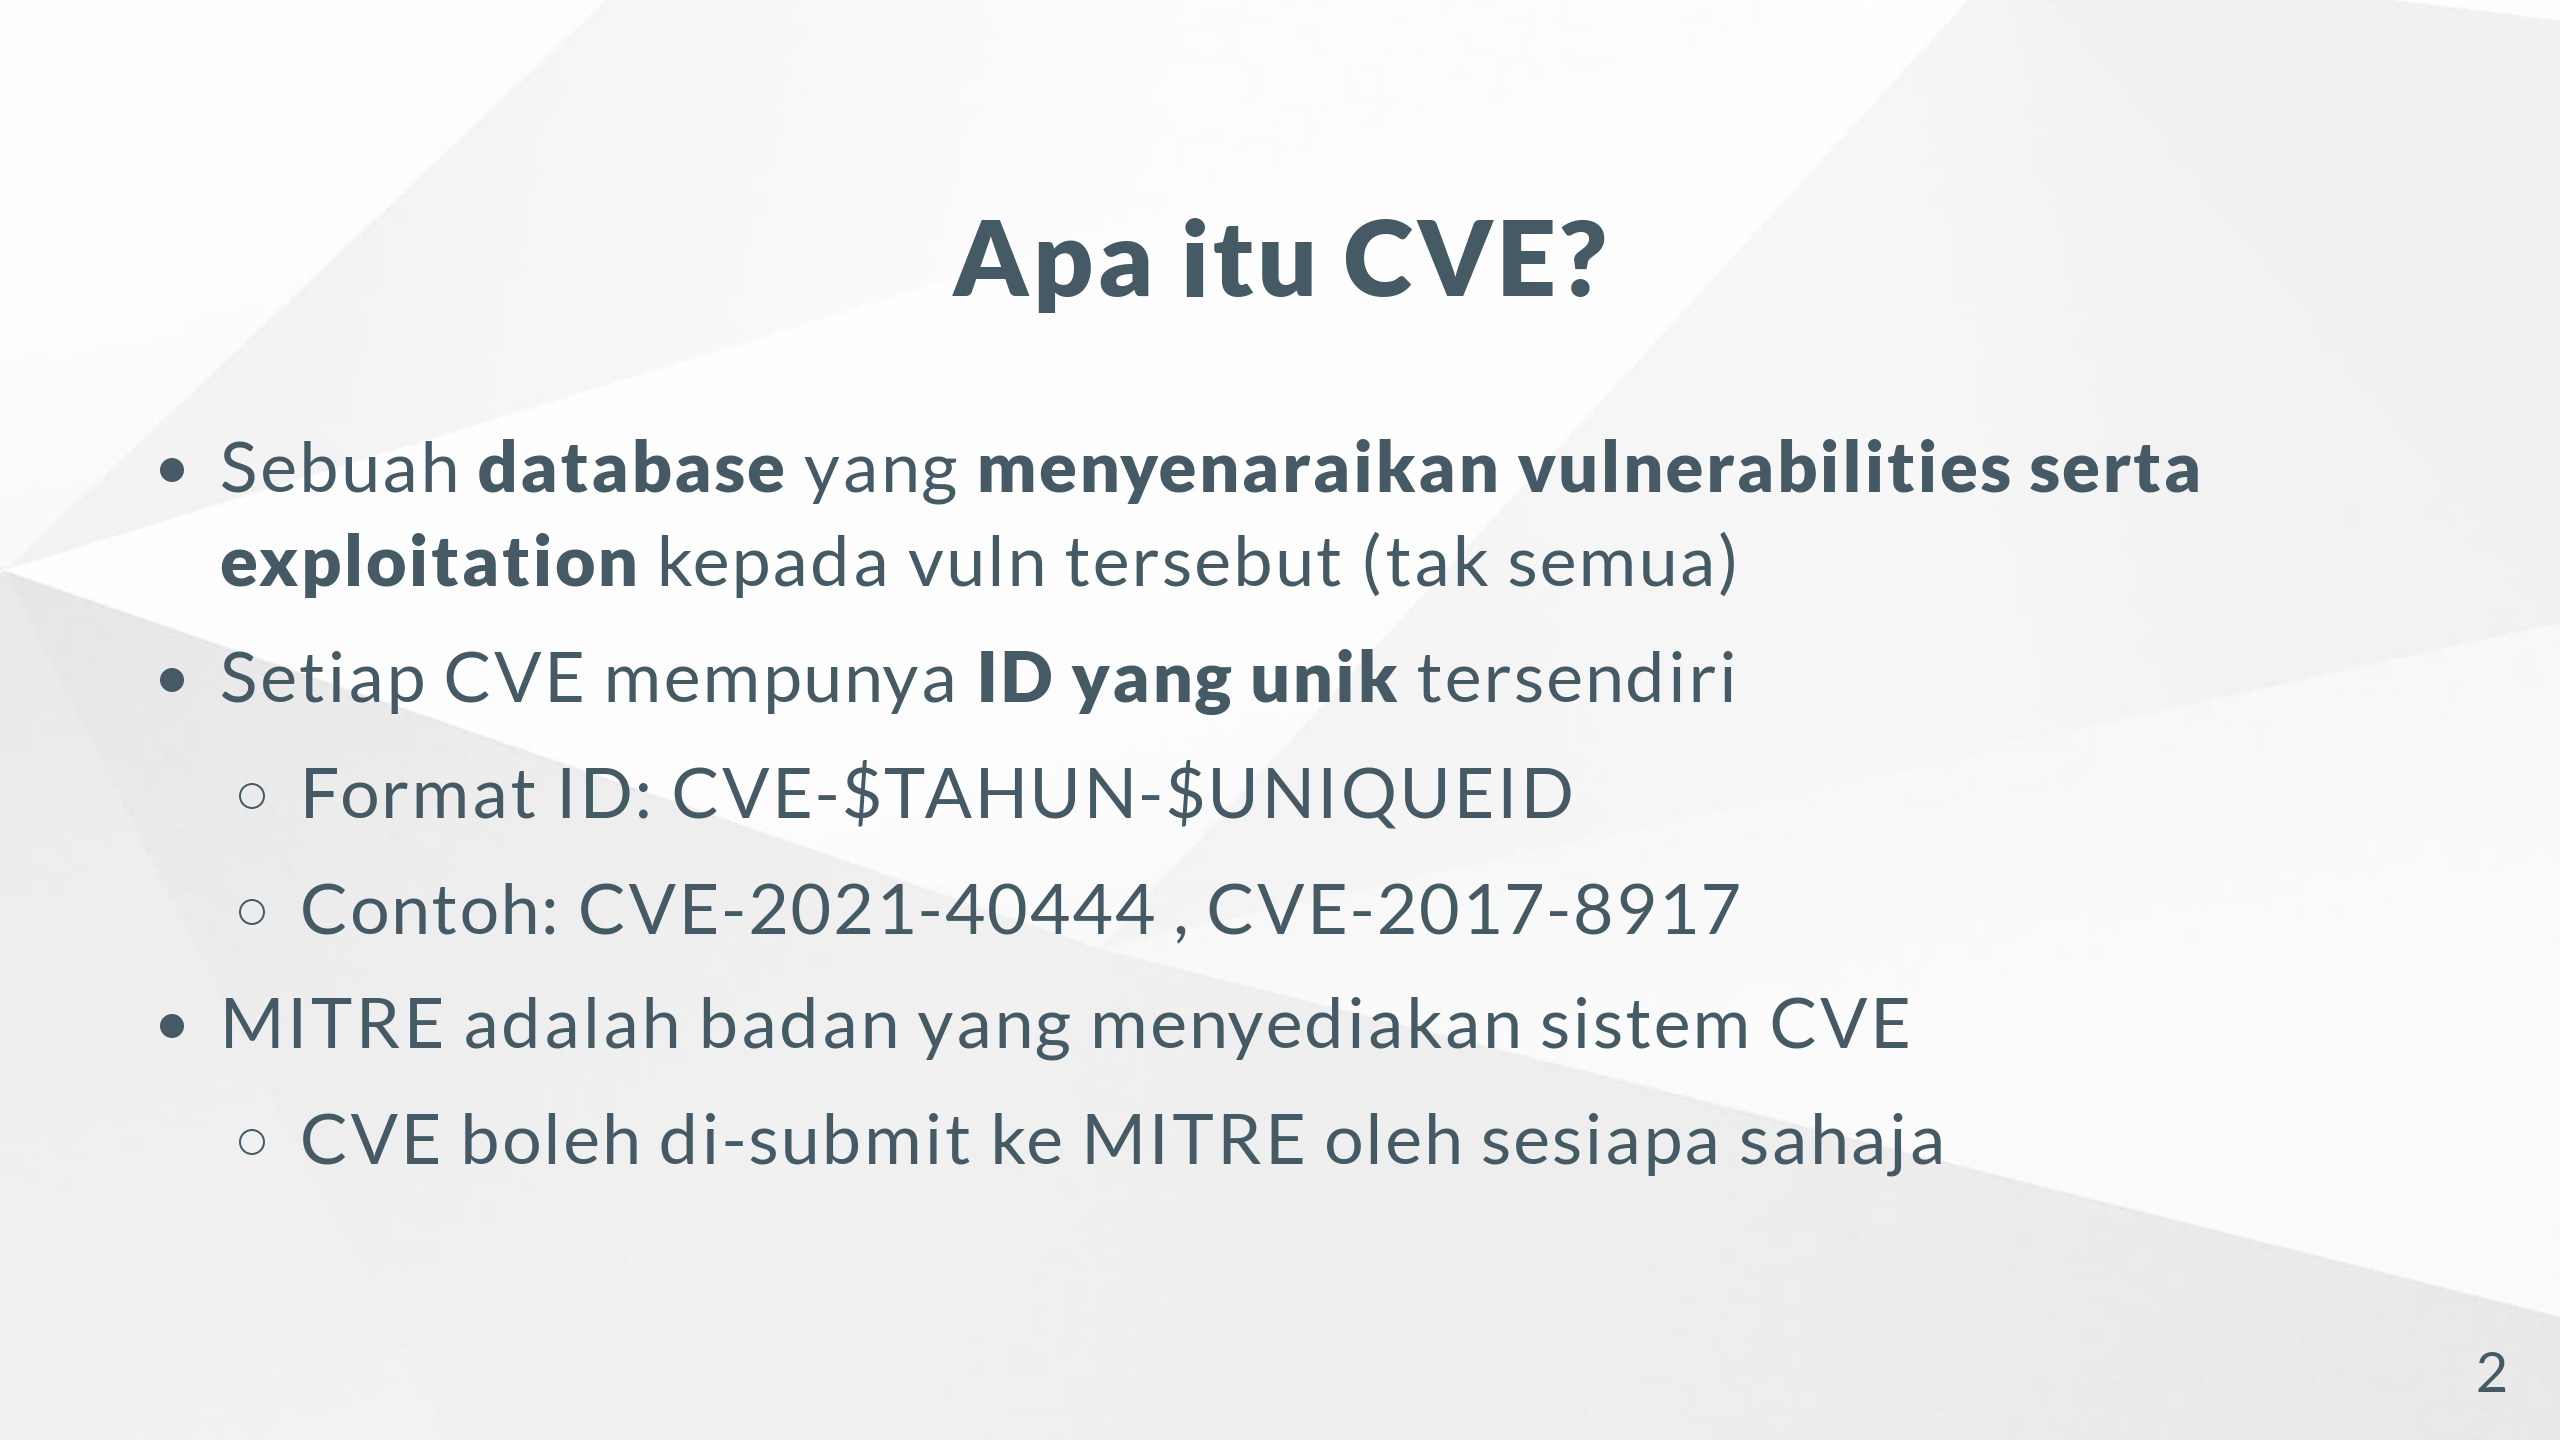 Apa itu CVE?
• Sebuah database yang menyenaraikan vulnerabilities serta
exploitation kepada vuln tersebut (tak semua)
• Setiap CVE mempunya ID yang unik tersendiri
○ Format ID: CVE-$TAHUN-$UNIQUEID
○ Contoh: CVE-2021-40444 , CVE-2017-8917
• MITRE adalah badan yang menyediakan sistem CVE
○ CVE boleh di-submit ke MITRE oleh sesiapa sahaja
2